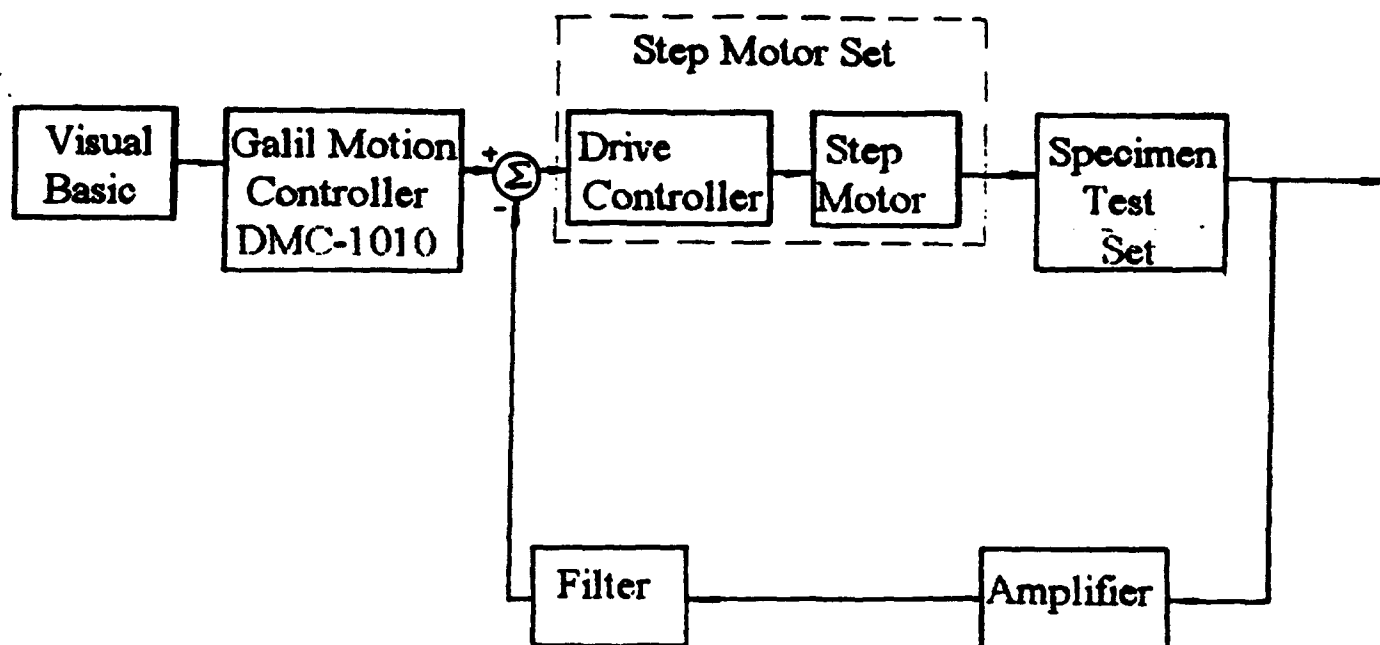 Step Motor Set
Visual
Basic
Galil Motion
Controller
DMC-1010
+
Σ
-
Drive
Controller
Step
Motor
Specimen
Test
Set
Filter
Amplifier